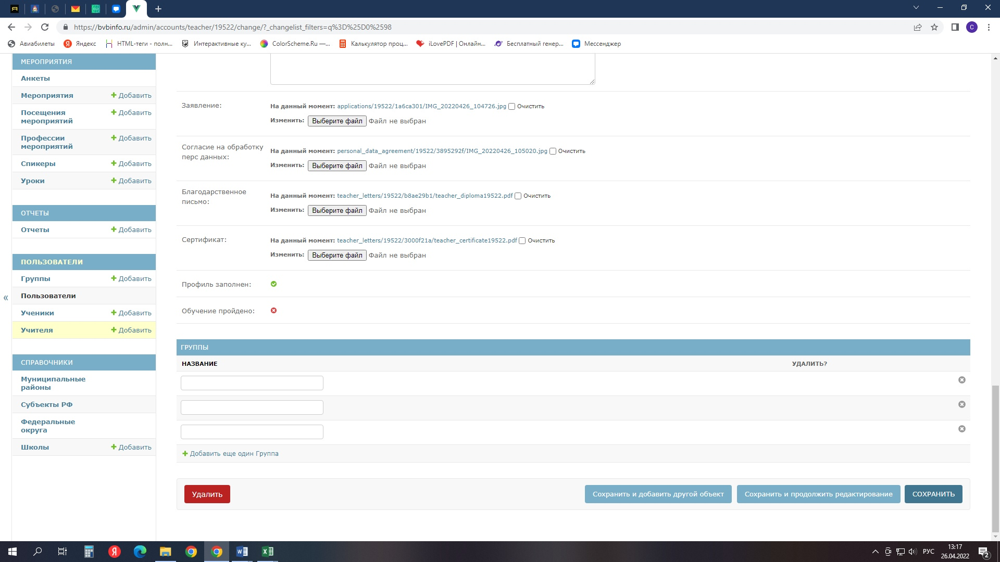 https://bvbinfo.ru/admin/accounts/teacher/19522/change/?_changelist_filters=q%3D%25D0%2598
C
Авиабилеты
Яндекс
HTML-теги - полн...
Интерактивные ку...
ColorScheme.Ru —...
Калькулятор проц...
iLovePDF | Онлайн...
Бесплатный генер...
Мессенджер
МЕРОПРИЯТИЯ
Анкеты
Мероприятия
Добавить
Посещения
мероприятий
Добавить
Профессии
мероприятий
Добавить
Спикеры
Добавить
Уроки
Добавить
ОТЧЕТЫ
Отчеты
Добавить
ПОЛЬЗОВАТЕЛИ
Группы
Добавить
«
Пользователи
Ученики
Добавить
Учителя
Добавить
СПРАВОЧНИКИ
Муниципальные
районы
Субъекты РФ
Федеральные
округа
Школы
Добавить
Заявление:
На данный момент: applications/19522/1a6ca301/IMG_20220426_104726.jpg Очистить
Изменить: Выберите файл Файл не выбран
Согласие на обработку
перс данных:
На данный момент: personal_data_agreement/19522/3895292f/IMG_20220426_105020.jpg Очистить
Изменить: Выберите файл Файл не выбран
Благодарственное
письмо:
На данный момент: teacher_letters/19522/b8ae29b1/teacher_diploma19522.pdf Очистить
Изменить: Выберите файл Файл не выбран
Сертификат:
На данный момент: teacher_letters/19522/3000f21a/teacher_certificate19522.pdf Очистить
Изменить: Выберите файл Файл не выбран
Профиль заполнен:
Обучение пройдено:
ГРУППЫ
НАЗВАНИЕ
УДАЛИТЬ?
Добавить еще один Группа
Удалить
Сохранить и добавить другой объект
Сохранить и продолжить редактирование
СОХРАНИТЬ
РУС
13:17
26.04.2022
2